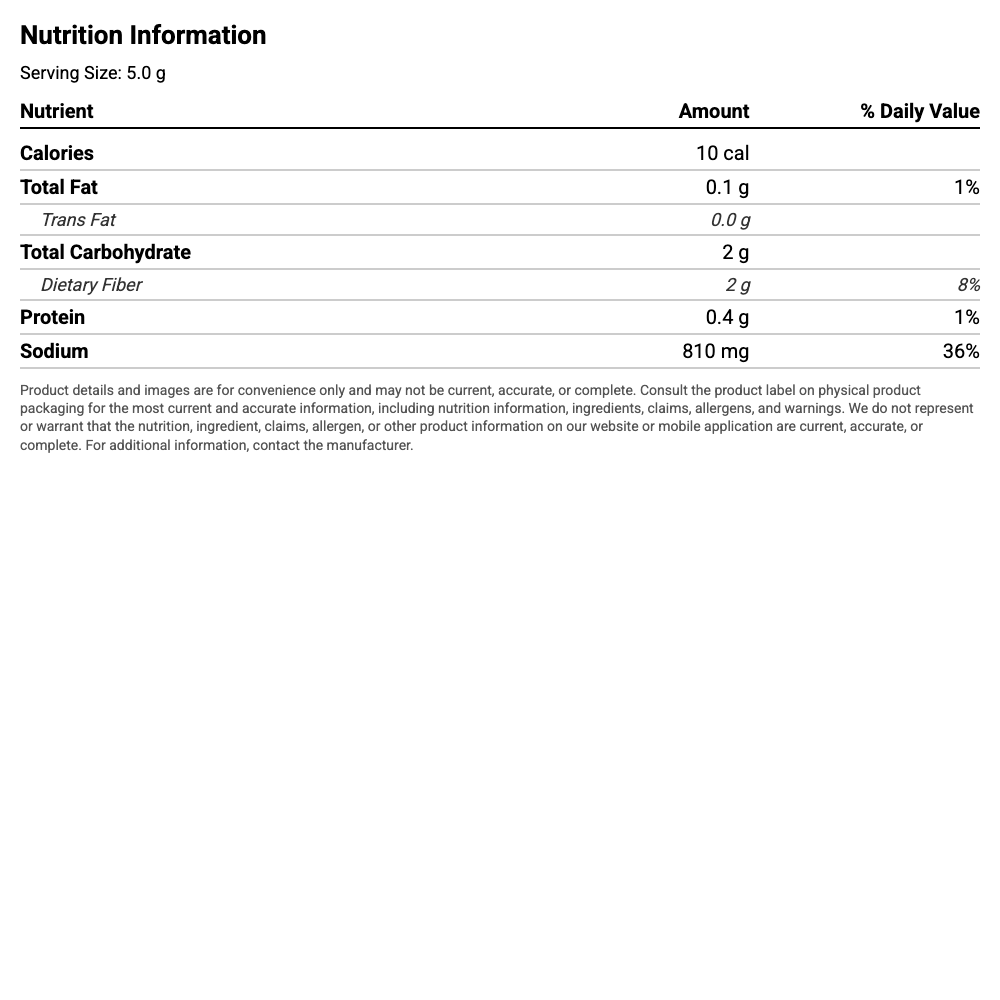 Nutrition Information
Serving Size: 5.0 g
Nutrient Amount % Daily Value
Calories 10 cal
Total Fat 0.1 g 1%
Trans Fat 0.0 g
Total Carbohydrate 2 g
Dietary Fiber 2 g 8%
Protein 0.4 g 1%
Sodium 810 mg 36%
Product details and images are for convenience only and may not be current, accurate, or complete. Consult the product label on physical product
packaging for the most current and accurate information, including nutrition information, ingredients, claims, allergens, and warnings. We do not represent
or warrant that the nutrition, ingredient, claims, allergen, or other product information on our website or mobile application are current, accurate, or
complete. For additional information, contact the manufacturer.